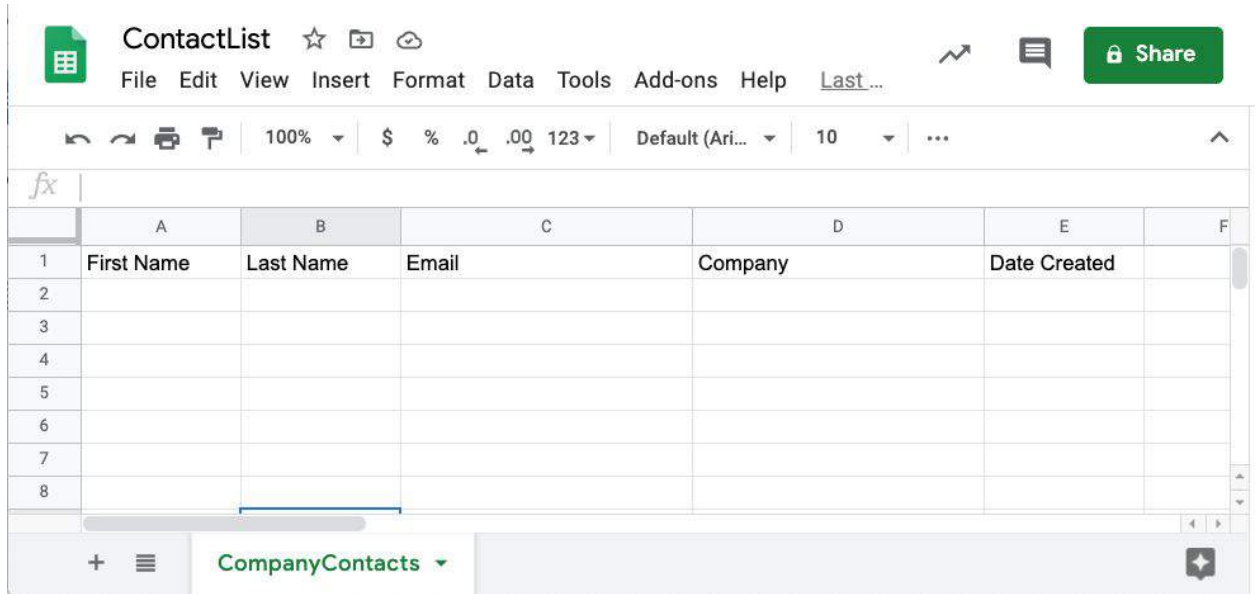 ContactList
File Edit View Insert Format Data Tools Add-ons Help Last ...
Share
100% $ % .0 .00 123 Default (Ari... 10 ...
fx
A B C D E F
1 First Name Last Name Email Company Date Created
2
3
4
5
6
7
8
+ CompanyContacts